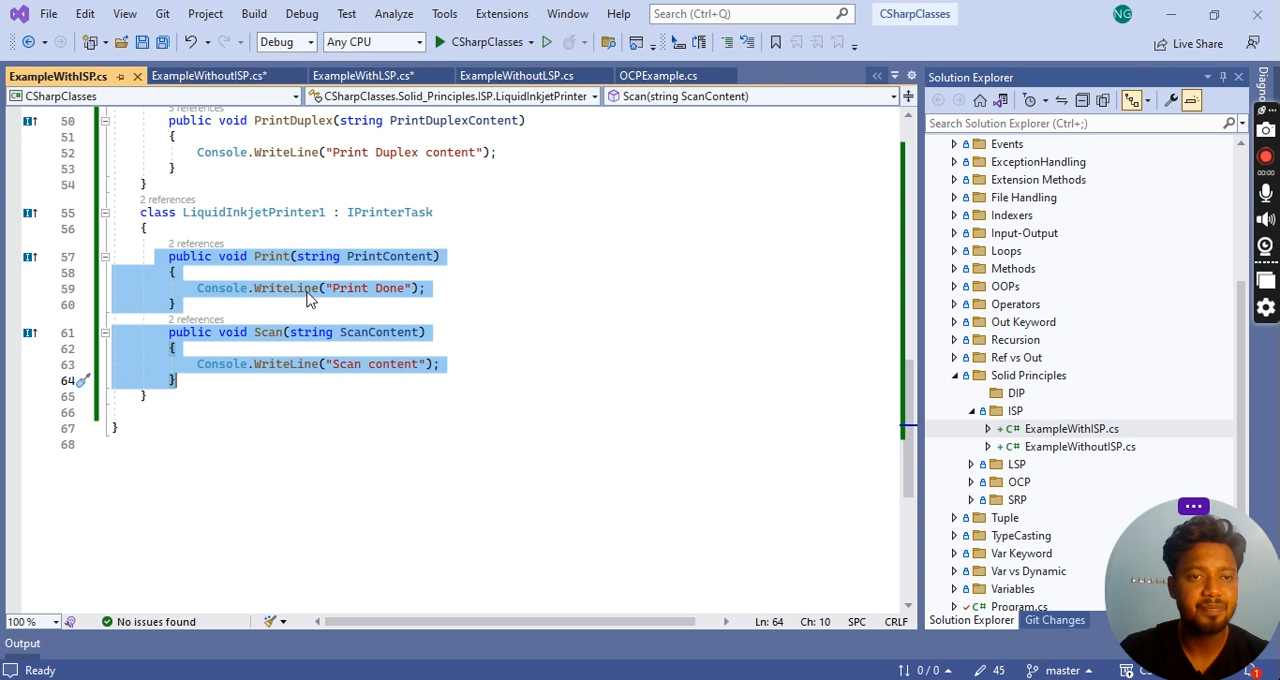 File Edit View Git Project Build Debug Test Analyze Tools Extensions Window Help Search (Ctrl+Q) CSharpClasses NG
Debug Any CPU CSharpClasses Live Share
ExampleWithISP.cs ExampleWithoutISP.cs* ExampleWithLSP.cs* ExampleWithoutLSP.cs OCPExample.cs
CSharpClasses CSharpClasses.Solid_Principles.ISP.LiquidInkjetPrinter Scan(string ScanContent)
3 references
50 public void PrintDuplex(string PrintDuplexContent)
51 {
52 Console.WriteLine("Print Duplex content");
53 }
54 }
2 references
55 class LiquidInkjetPrinter1 : IPrinterTask
56 {
2 references
57 public void Print(string PrintContent)
58 {
59 Console.WriteLine("Print Done");
60 }
2 references
61 public void Scan(string ScanContent)
62 {
63 Console.WriteLine("Scan content");
64 }
65 }
66
67 }
68
100 % No issues found Ln: 64 Ch: 10 SPC CRLF
Output
Ready 0 / 0 45 master 1
Solution Explorer
Search Solution Explorer (Ctrl+;)
Events
ExceptionHandling
Extension Methods
File Handling
Indexers
Input-Output
Loops
Methods
OOPs
Operators
Out Keyword
Recursion
Ref vs Out
Solid Principles
DIP
ISP
ExampleWithISP.cs
ExampleWithoutISP.cs
LSP
OCP
SRP
Tuple
TypeCasting
Var Keyword
Var vs Dynamic
Variables
Program.cs
Solution Explorer Git Changes
00:00